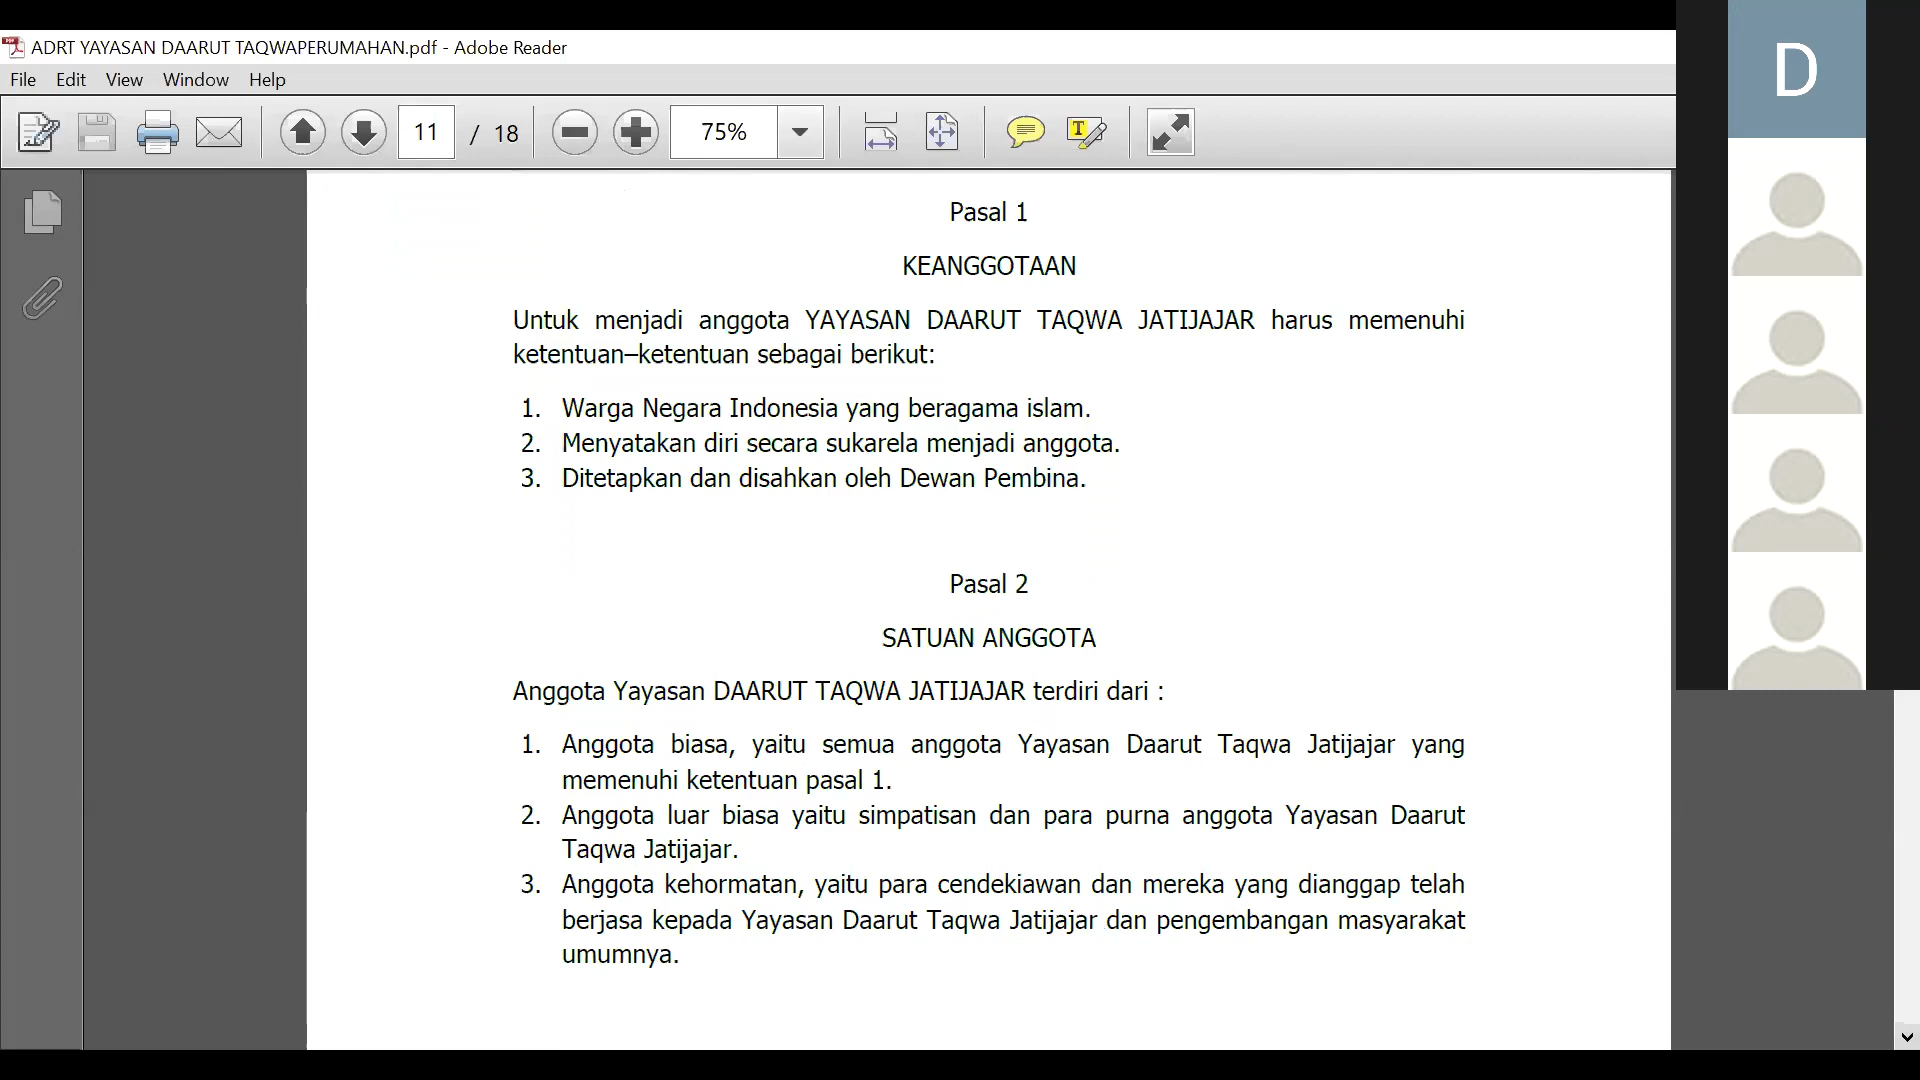 ADRT YAYASAN DAARUT TAQWAPERUMAHAN.pdf - Adobe Reader
File Edit View Window Help
11 / 18 75%
D
Pasal 1
KEANGGOTAAN
Untuk menjadi anggota YAYASAN DAARUT TAQWA JATIJAJAR harus memenuhi
ketentuan–ketentuan sebagai berikut:
1. Warga Negara Indonesia yang beragama islam.
2. Menyatakan diri secara sukarela menjadi anggota.
3. Ditetapkan dan disahkan oleh Dewan Pembina.
Pasal 2
SATUAN ANGGOTA
Anggota Yayasan DAARUT TAQWA JATIJAJAR terdiri dari :
1. Anggota biasa, yaitu semua anggota Yayasan Daarut Taqwa Jatijajar yang
memenuhi ketentuan pasal 1.
2. Anggota luar biasa yaitu simpatisan dan para purna anggota Yayasan Daarut
Taqwa Jatijajar.
3. Anggota kehormatan, yaitu para cendekiawan dan mereka yang dianggap telah
berjasa kepada Yayasan Daarut Taqwa Jatijajar dan pengembangan masyarakat
umumnya.